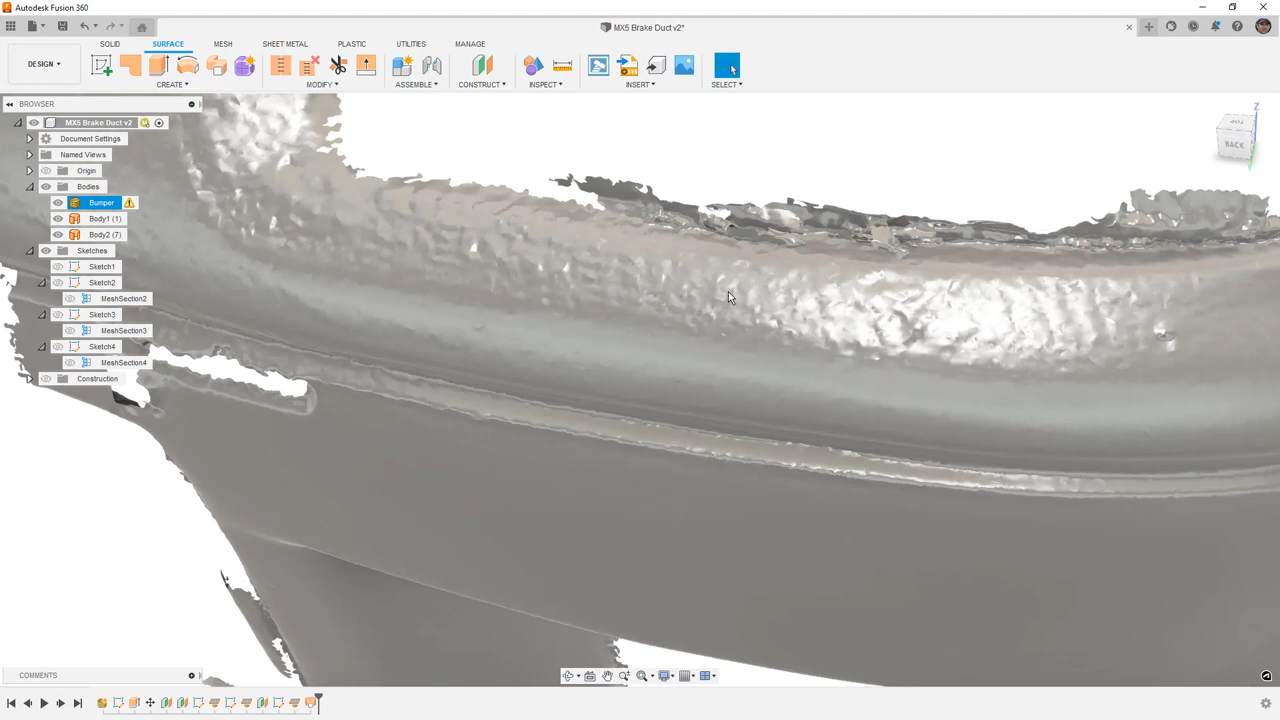 Autodesk Fusion 360
MX5 Brake Duct v2*
DESIGN
SOLID SURFACE MESH SHEET METAL PLASTIC UTILITIES MANAGE
CREATE MODIFY ASSEMBLE CONSTRUCT INSPECT INSERT SELECT
BROWSER
MX5 Brake Duct v2
Document Settings
Named Views
Origin
Bodies
Bumper
Body1 (1)
Body2 (7)
Sketches
Sketch1
Sketch2
MeshSection2
Sketch3
MeshSection3
Sketch4
MeshSection4
Construction
Z
TOP
BACK
COMMENTS